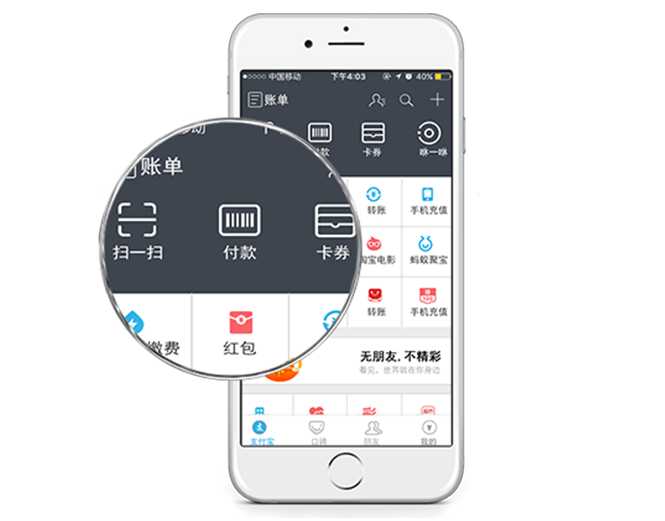 中国移动 下午4:03 40%
账单
付款 卡券 咻一咻
账单
扫一扫 付款 卡券
缴费 红包
转账 手机充值
淘宝电影 蚂蚁聚宝
转账 手机充值
无朋友，不精彩
看见。世界就在你身边
彩
支付宝 口碑 朋友 我的